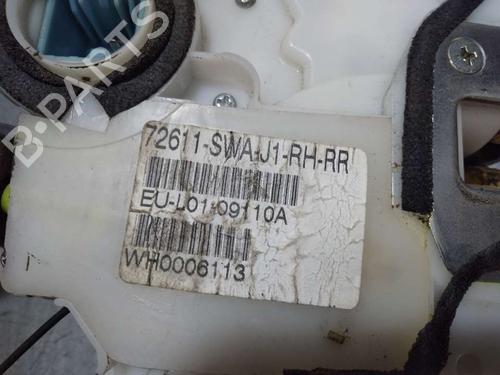 B-PARTS
72611-SWA-J1-RH-RR
EU-L01-09110A
WH0006113